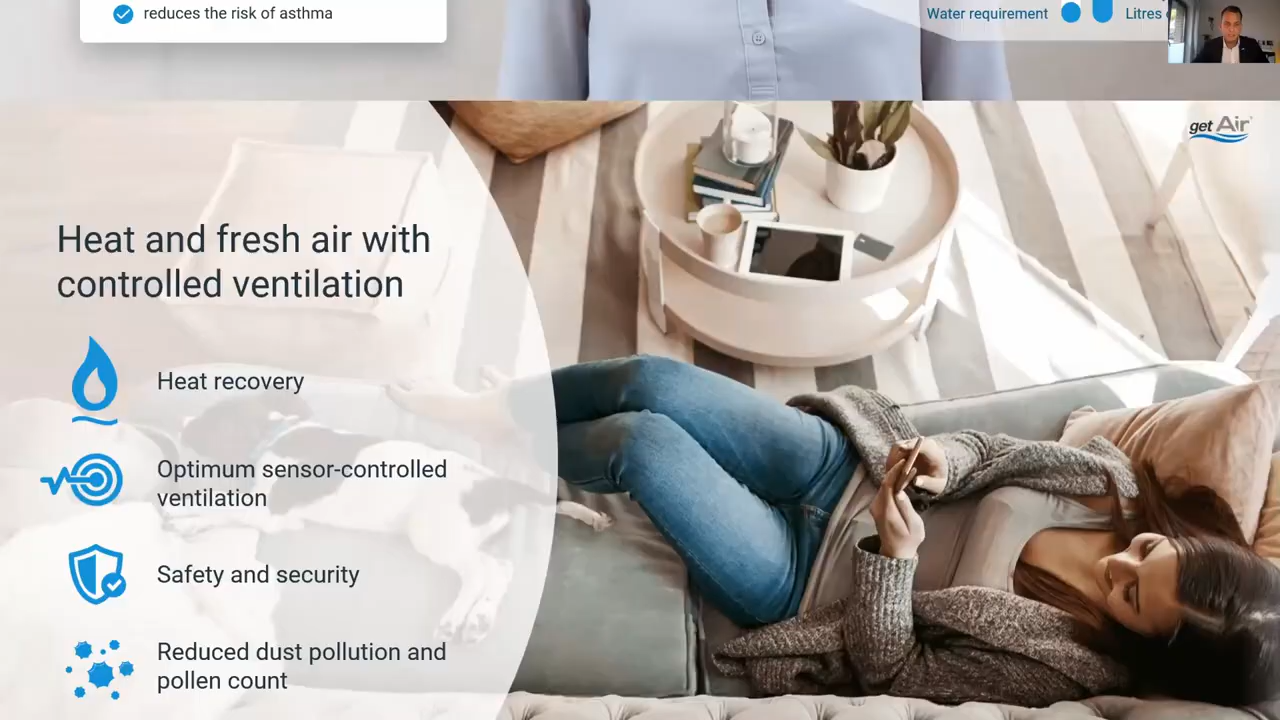 reduces the risk of asthma
Water requirement
Litres
get Air
Heat and fresh air with
controlled ventilation
Heat recovery
Optimum sensor-controlled
ventilation
Safety and security
Reduced dust pollution and
pollen count